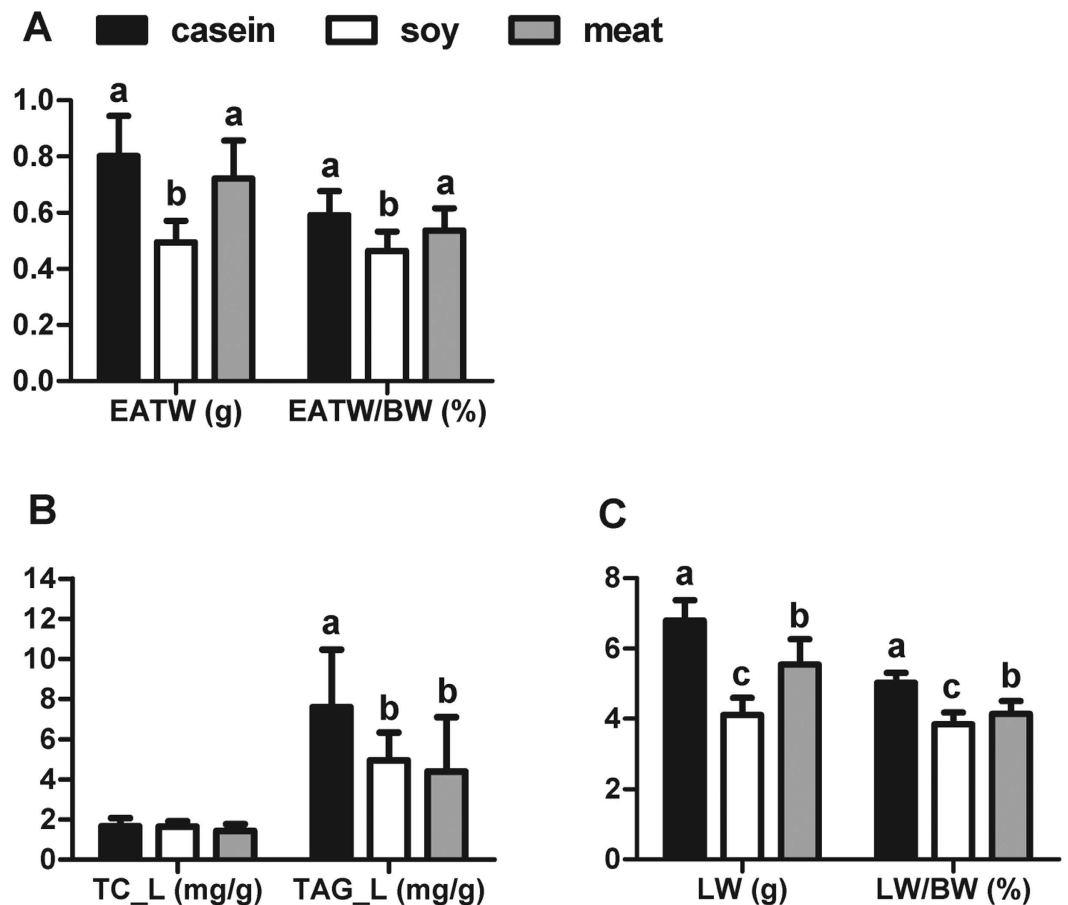 A casein soy meat
a a
1.0
a
0.8 a
b b
0.6
0.4
0.2
0.0
EATW (g) EATW/BW (%)
B
14
a
12
10
b b
8
6
4
2
0
TC_L (mg/g) TAG_L (mg/g)
C
8 a
b
a
6 c
c b
4
2
0
LW (g) LW/BW (%)